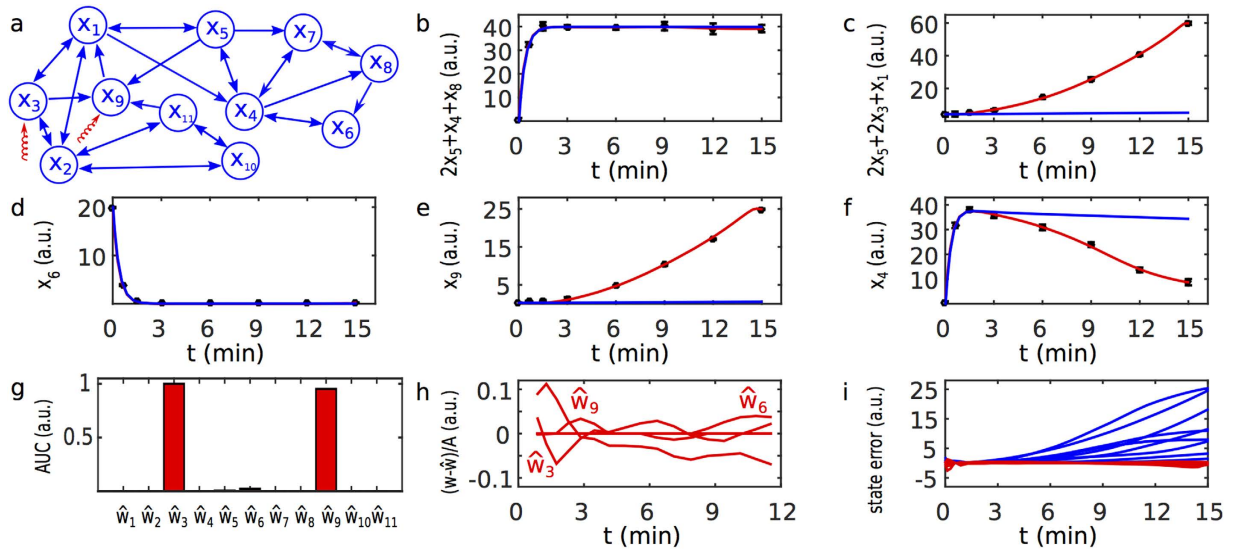 a
x1
x5
x7
x8
x3
x9
x11
x4
x6
x2
x10
b
2x5+x4+x8 (a.u.)
40
30
20
10
0 3 6 9 12 15
t (min)
c
2x5+2x3+x1 (a.u.)
60
40
20
0 3 6 9 12 15
t (min)
d
x6 (a.u.)
20
10
0 3 6 9 12 15
t (min)
e
x9 (a.u.)
25
15
5
0 3 6 9 12 15
t (min)
f
x4 (a.u.)
40
30
20
10
0 3 6 9 12 15
t (min)
g
AUC (a.u.)
1
0.5
ŵ1 ŵ2 ŵ3 ŵ4 ŵ5 ŵ6 ŵ7 ŵ8 ŵ9 ŵ10 ŵ11
h
(w-ŵ)/A
0.1
0
-0.1
ŵ9
ŵ6
ŵ3
0 3 6 9 12
t (min)
i
state error (a.u.)
25
15
5
-5
0 3 6 9 12 15
t (min)